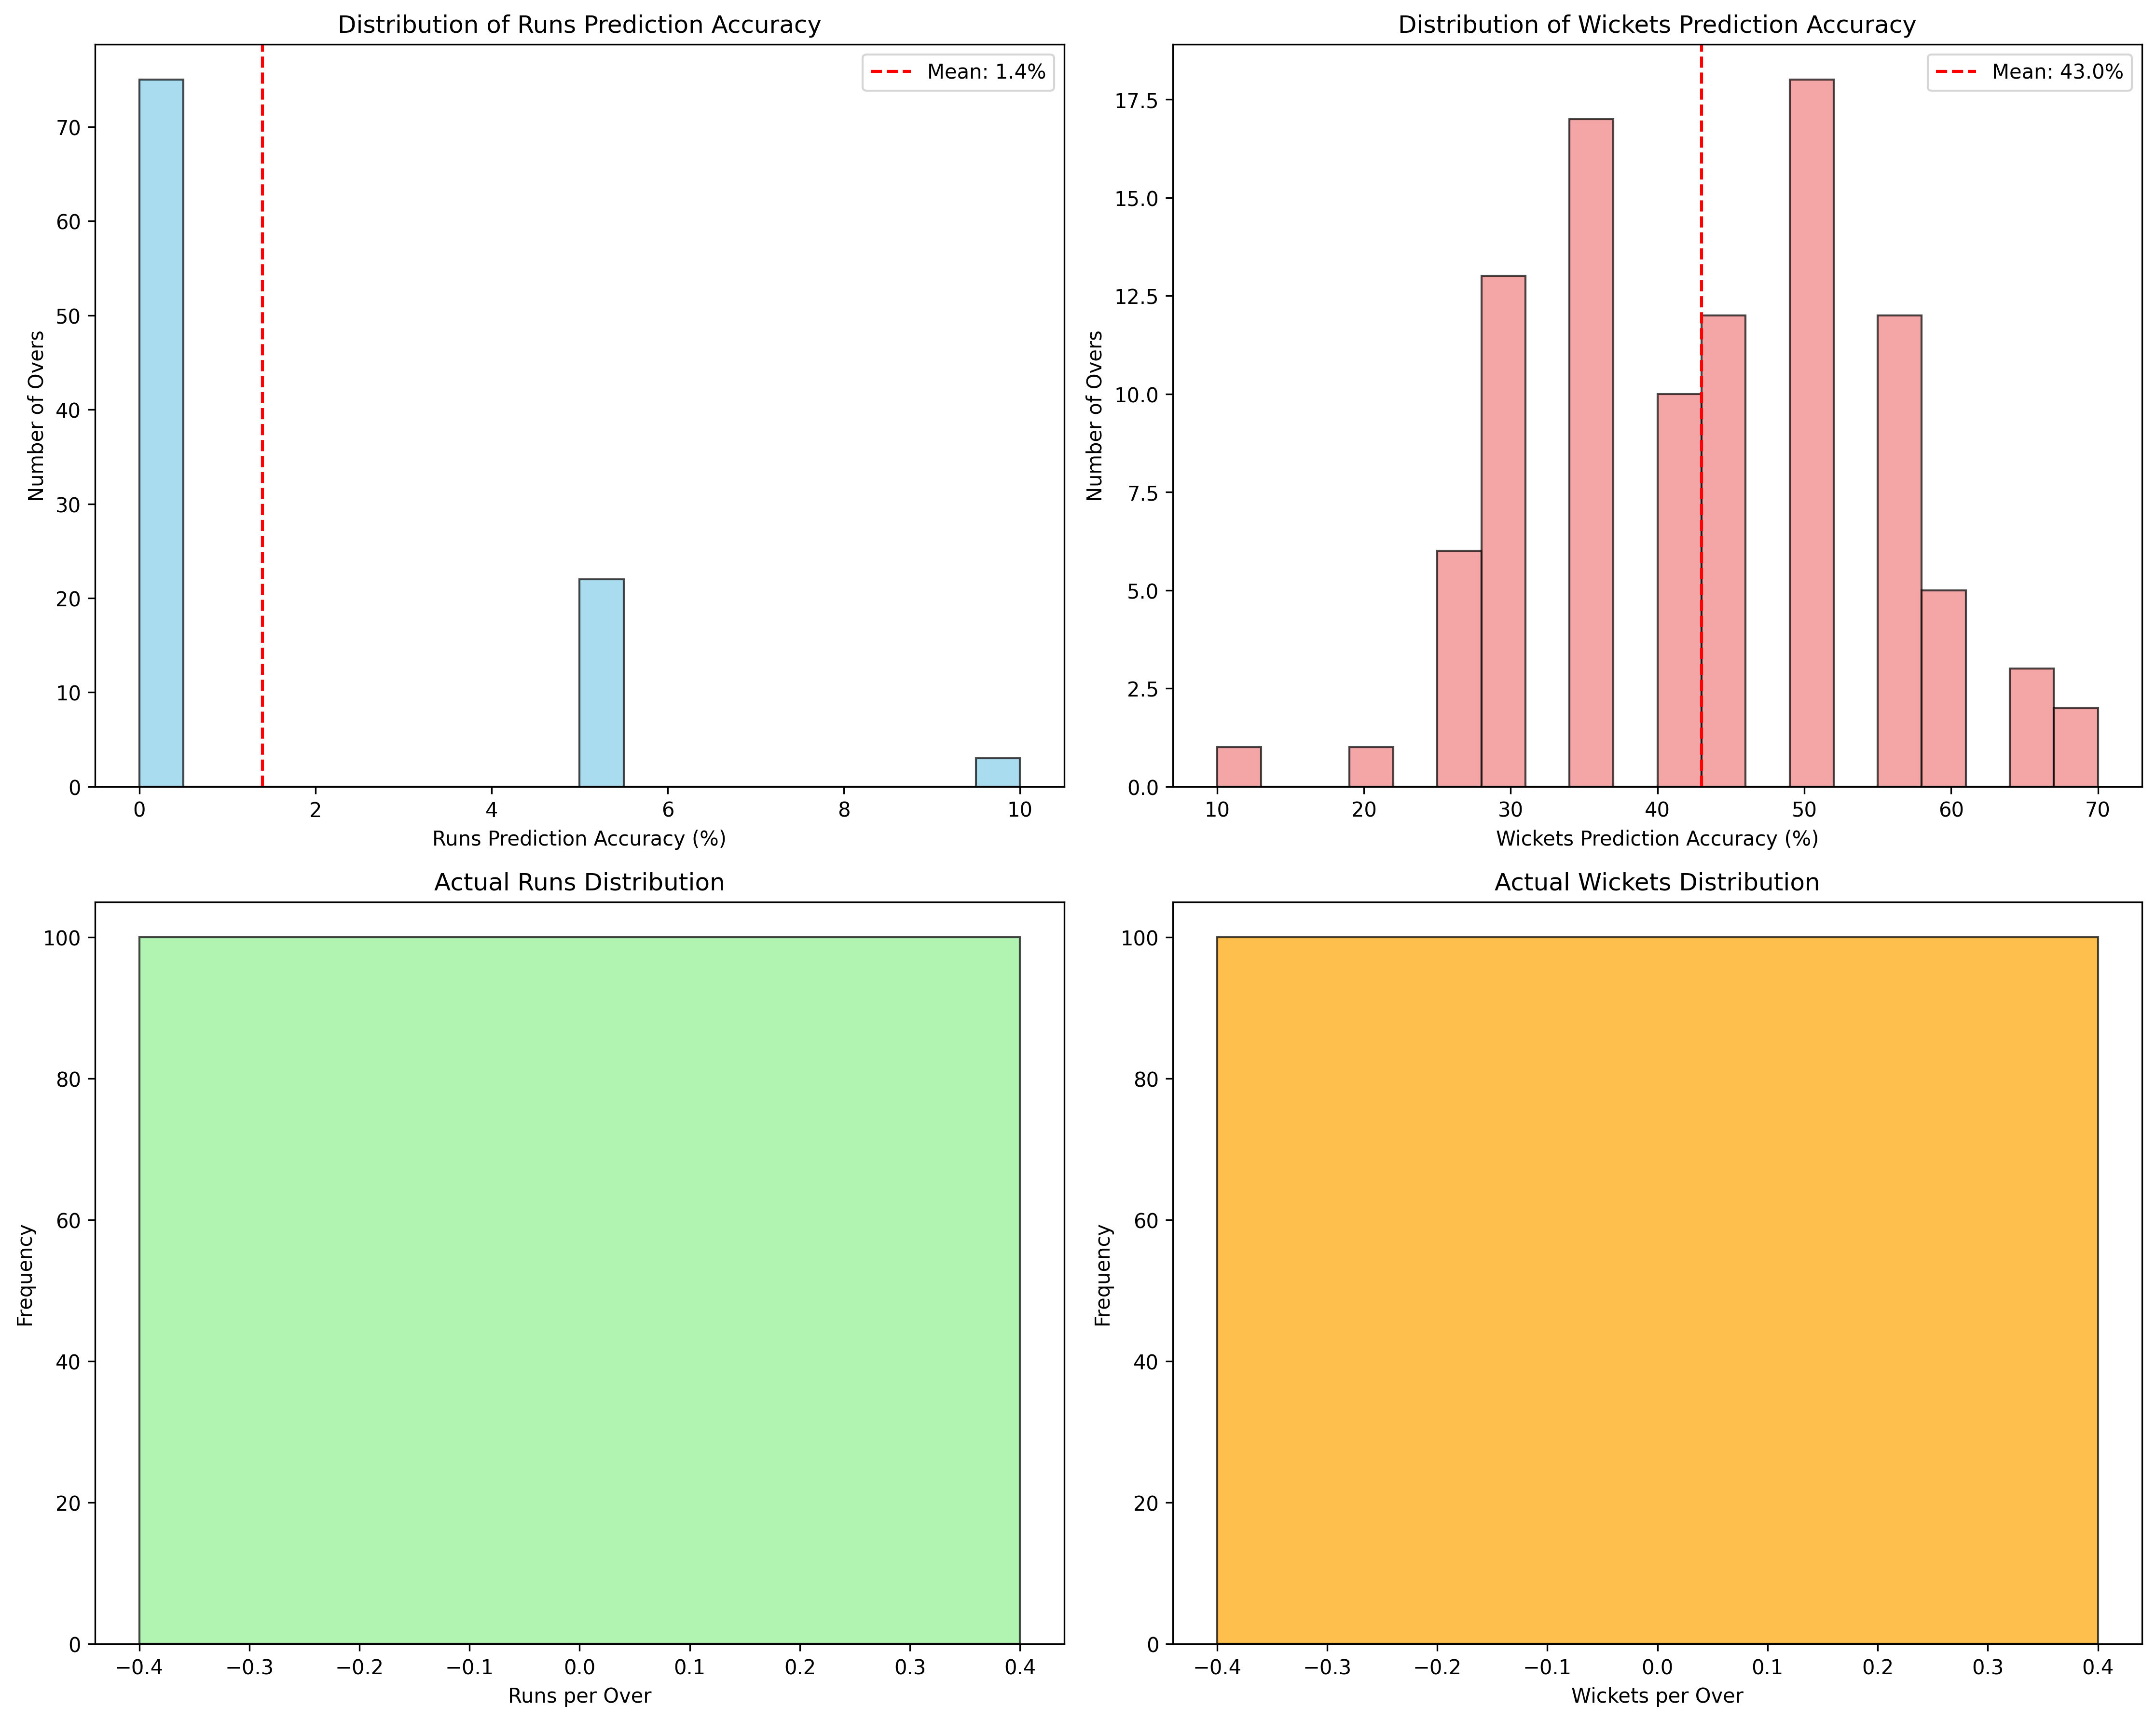 Distribution of Runs Prediction Accuracy
Mean: 1.4%
Number of Overs
70
60
50
40
30
20
10
0
0 2 4 6 8 10
Runs Prediction Accuracy (%)
Distribution of Wickets Prediction Accuracy
Mean: 43.0%
Number of Overs
17.5
15.0
12.5
10.0
7.5
5.0
2.5
0.0
10 20 30 40 50 60 70
Wickets Prediction Accuracy (%)
Actual Runs Distribution
Frequency
100
80
60
40
20
0
−0.4 −0.3 −0.2 −0.1 0.0 0.1 0.2 0.3 0.4
Runs per Over
Actual Wickets Distribution
Frequency
100
80
60
40
20
0
−0.4 −0.3 −0.2 −0.1 0.0 0.1 0.2 0.3 0.4
Wickets per Over